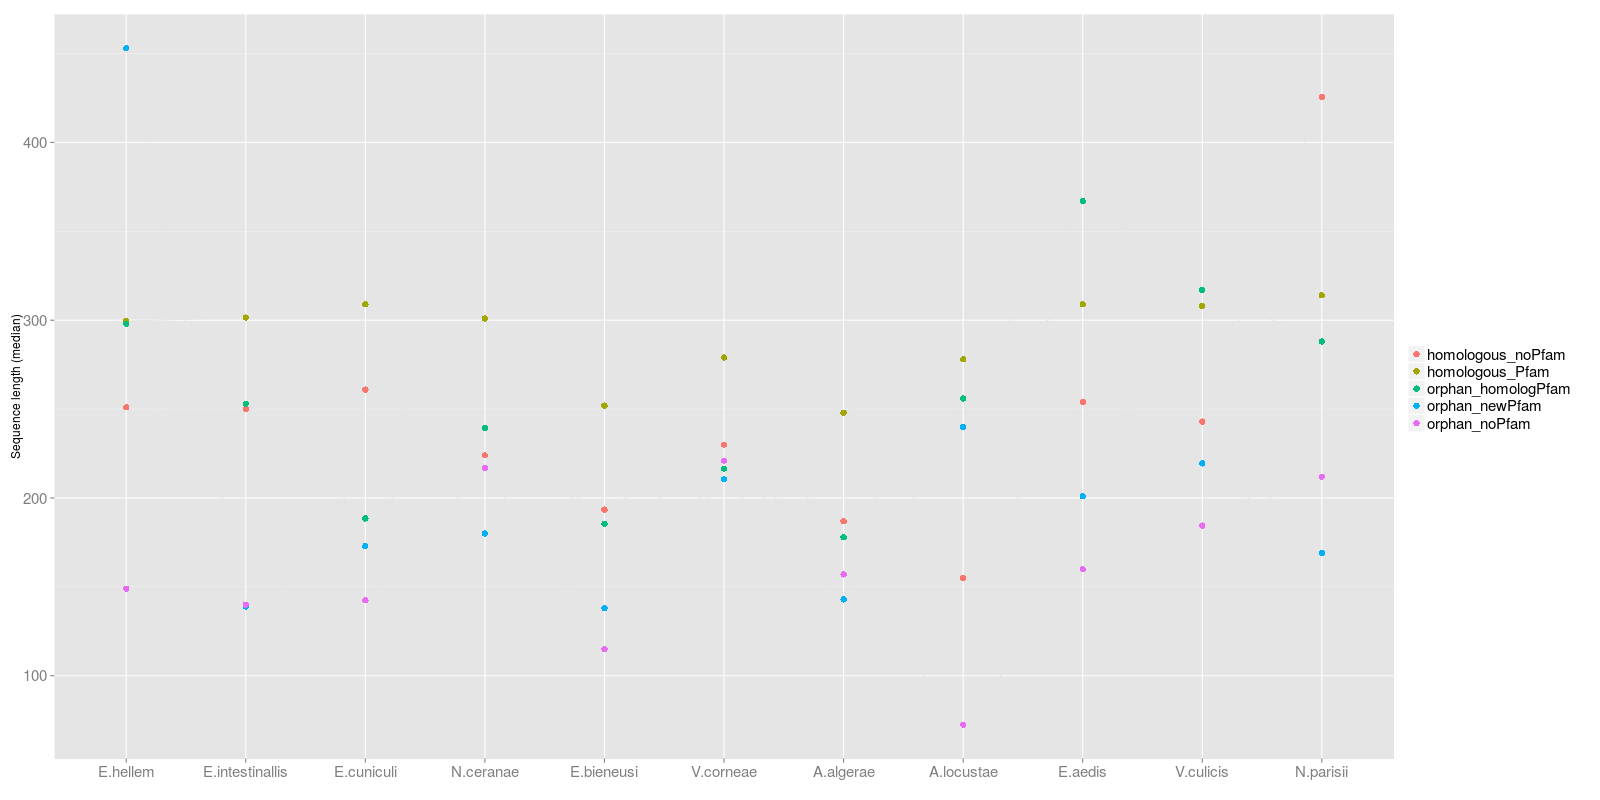 Sequence length (median)
400
300
200
100
E.hellem
E.intestinallis
E.cuniculi
N.ceranae
E.bieneusi
V.corneae
A.algerae
A.locustae
E.aedis
V.culicis
N.parisii
homologous_noPfam
homologous_Pfam
orphan_homologPfam
orphan_newPfam
orphan_noPfam